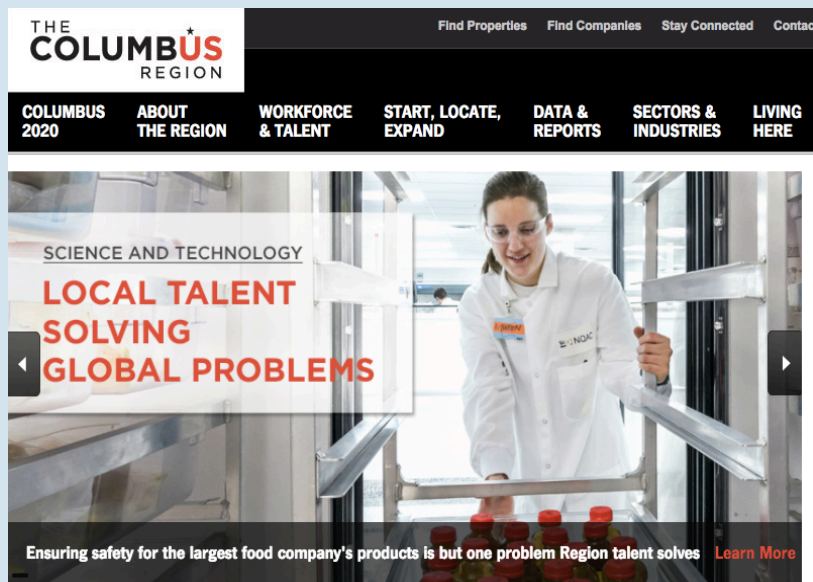 THE
COLUMBUS
REGION
Find Properties Find Companies Stay Connected Contac
COLUMBUS
2020
ABOUT
THE REGION
WORKFORCE
& TALENT
START, LOCATE,
EXPAND
DATA &
REPORTS
SECTORS &
INDUSTRIES
LIVING
HERE
SCIENCE AND TECHNOLOGY
LOCAL TALENT
SOLVING
GLOBAL PROBLEMS
Ensuring safety for the largest food company's products is but one problem Region talent solves Learn More